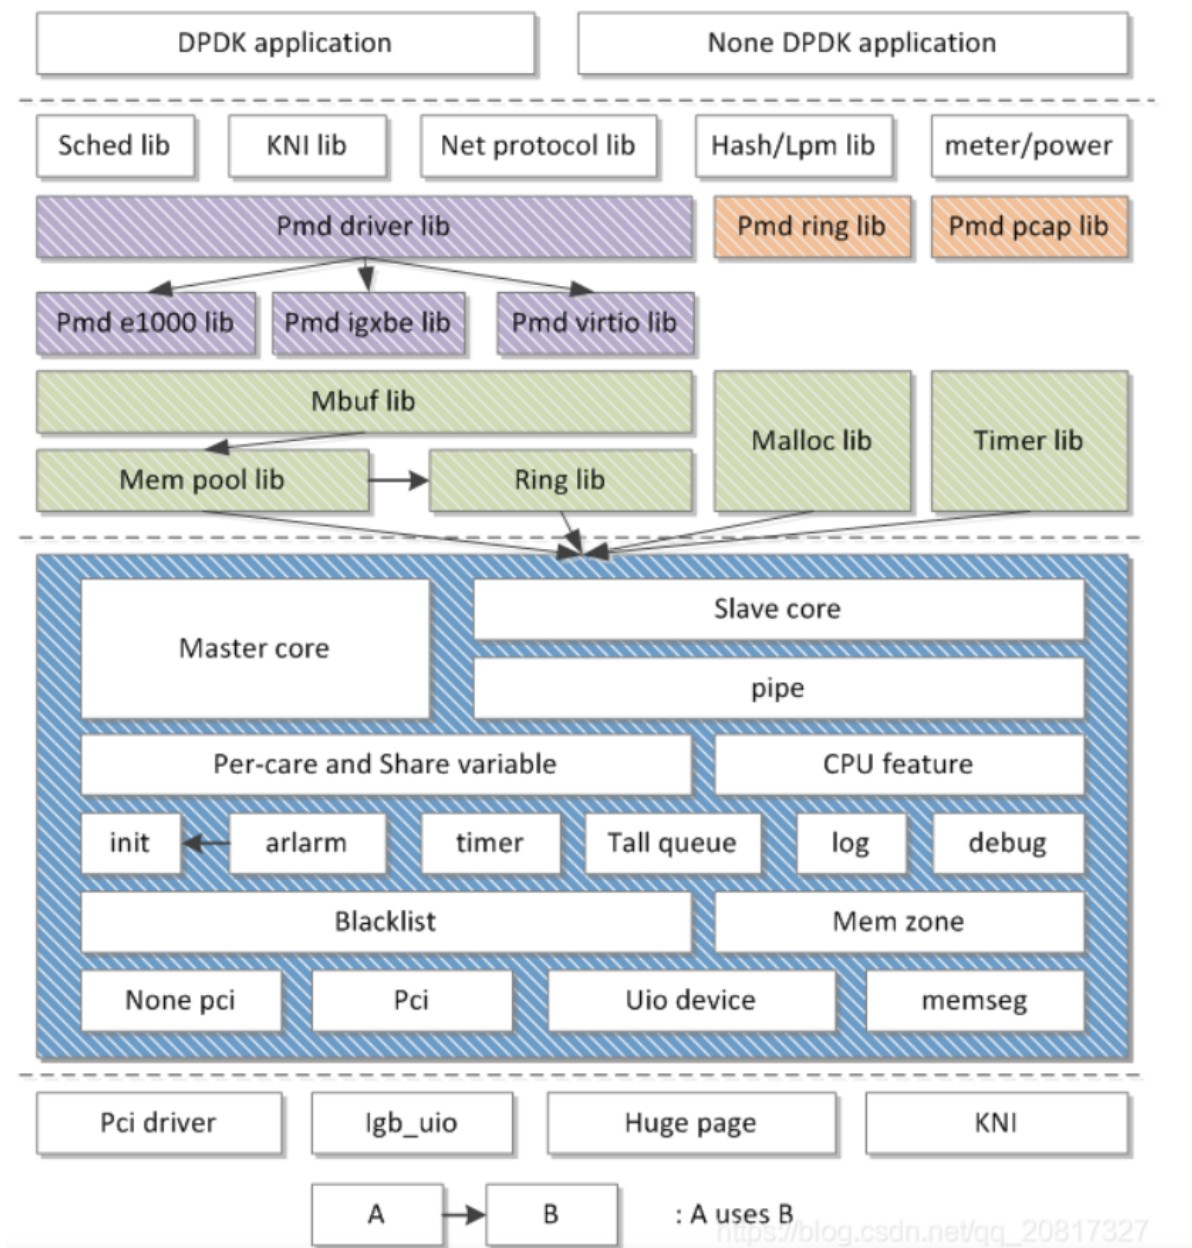 DPDK application
None DPDK application
Sched lib
KNI lib
Net protocol lib
Hash/Lpm lib
meter/power
Pmd driver lib
Pmd ring lib
Pmd pcap lib
Pmd e1000 lib
Pmd igxbe lib
Pmd virtio lib
Mbuf lib
Malloc lib
Timer lib
Mem pool lib
Ring lib
Master core
Slave core
pipe
Per-care and Share variable
CPU feature
init
arlarm
timer
Tall queue
log
debug
Blacklist
Mem zone
None pci
Pci
Uio device
memseg
Pci driver
Igb_uio
Huge page
KNI
A
B
: A uses B
https://blog.csdn.net/qq_20817327